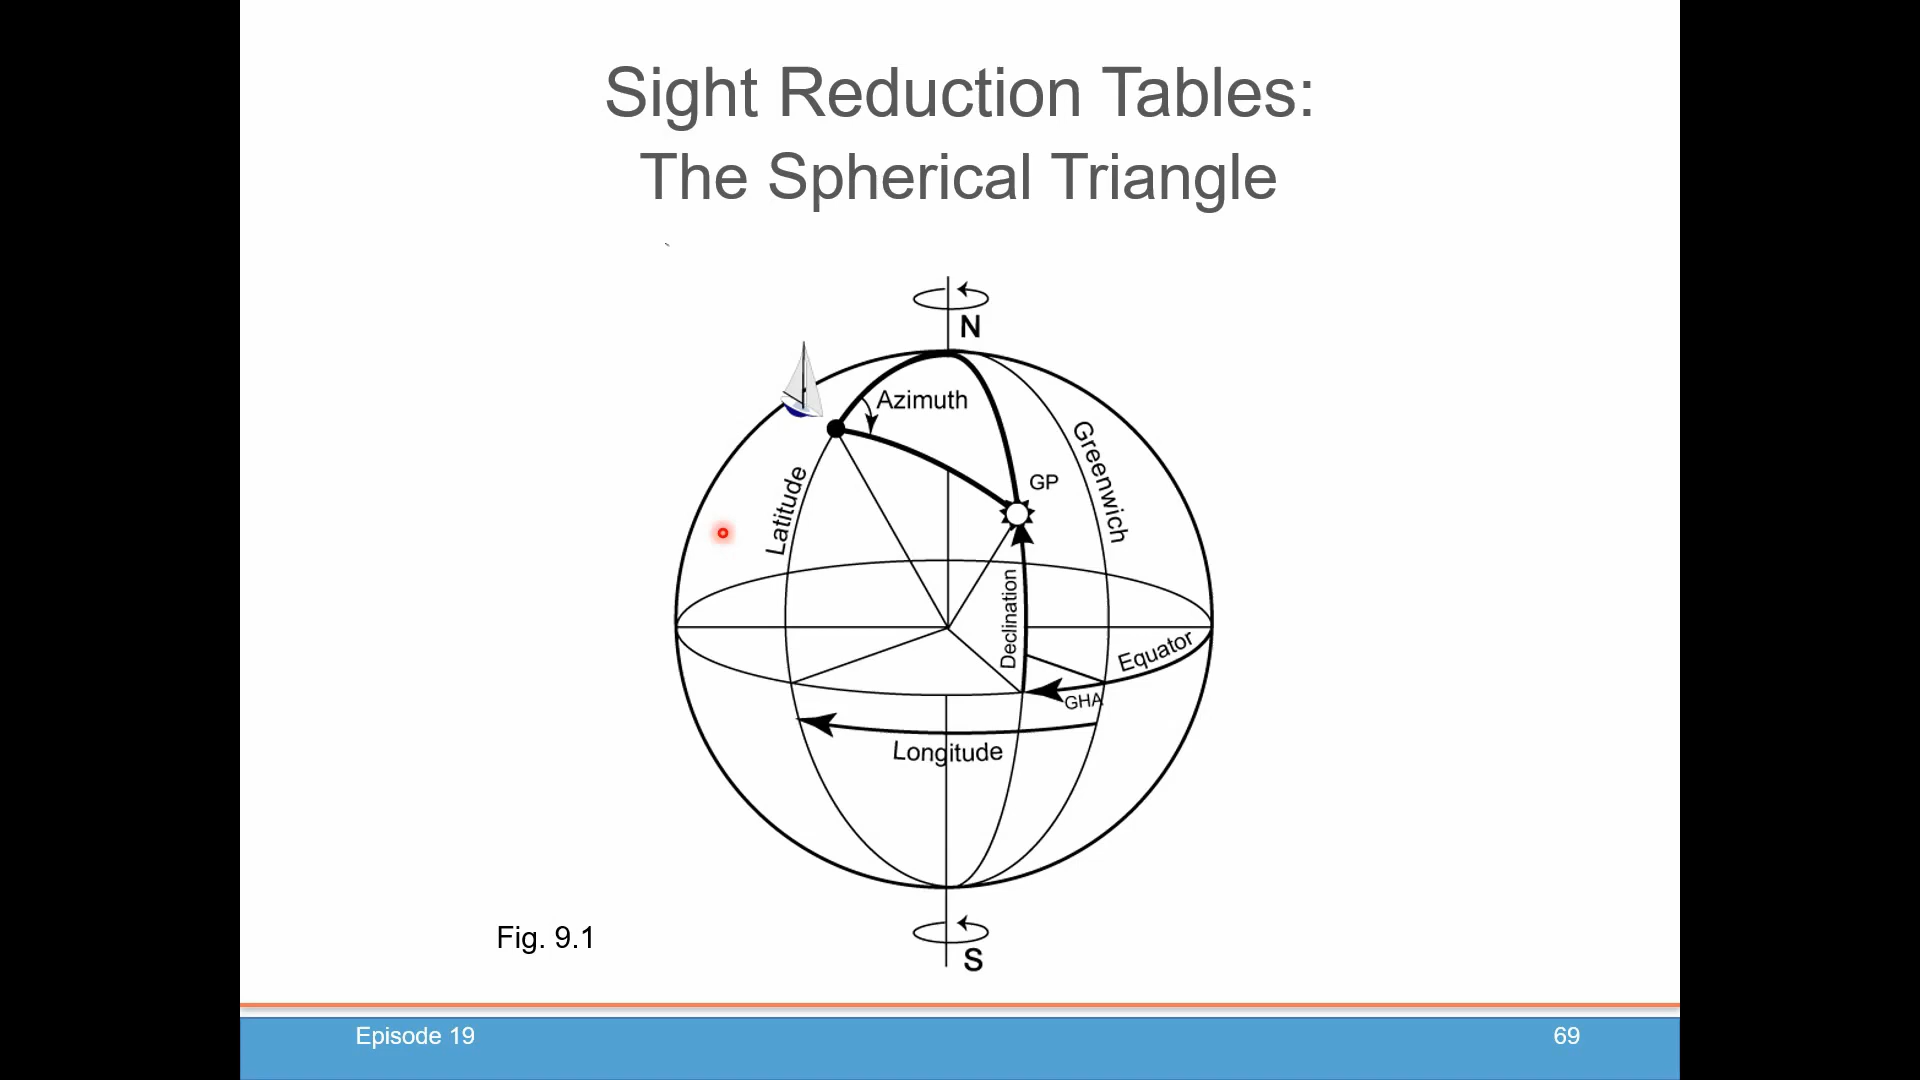 Sight Reduction Tables:
The Spherical Triangle
N
Azimuth
Greenwich
Latitude
GP
Declination
Equator
GHA
Longitude
Fig. 9.1
S
Episode 19
69